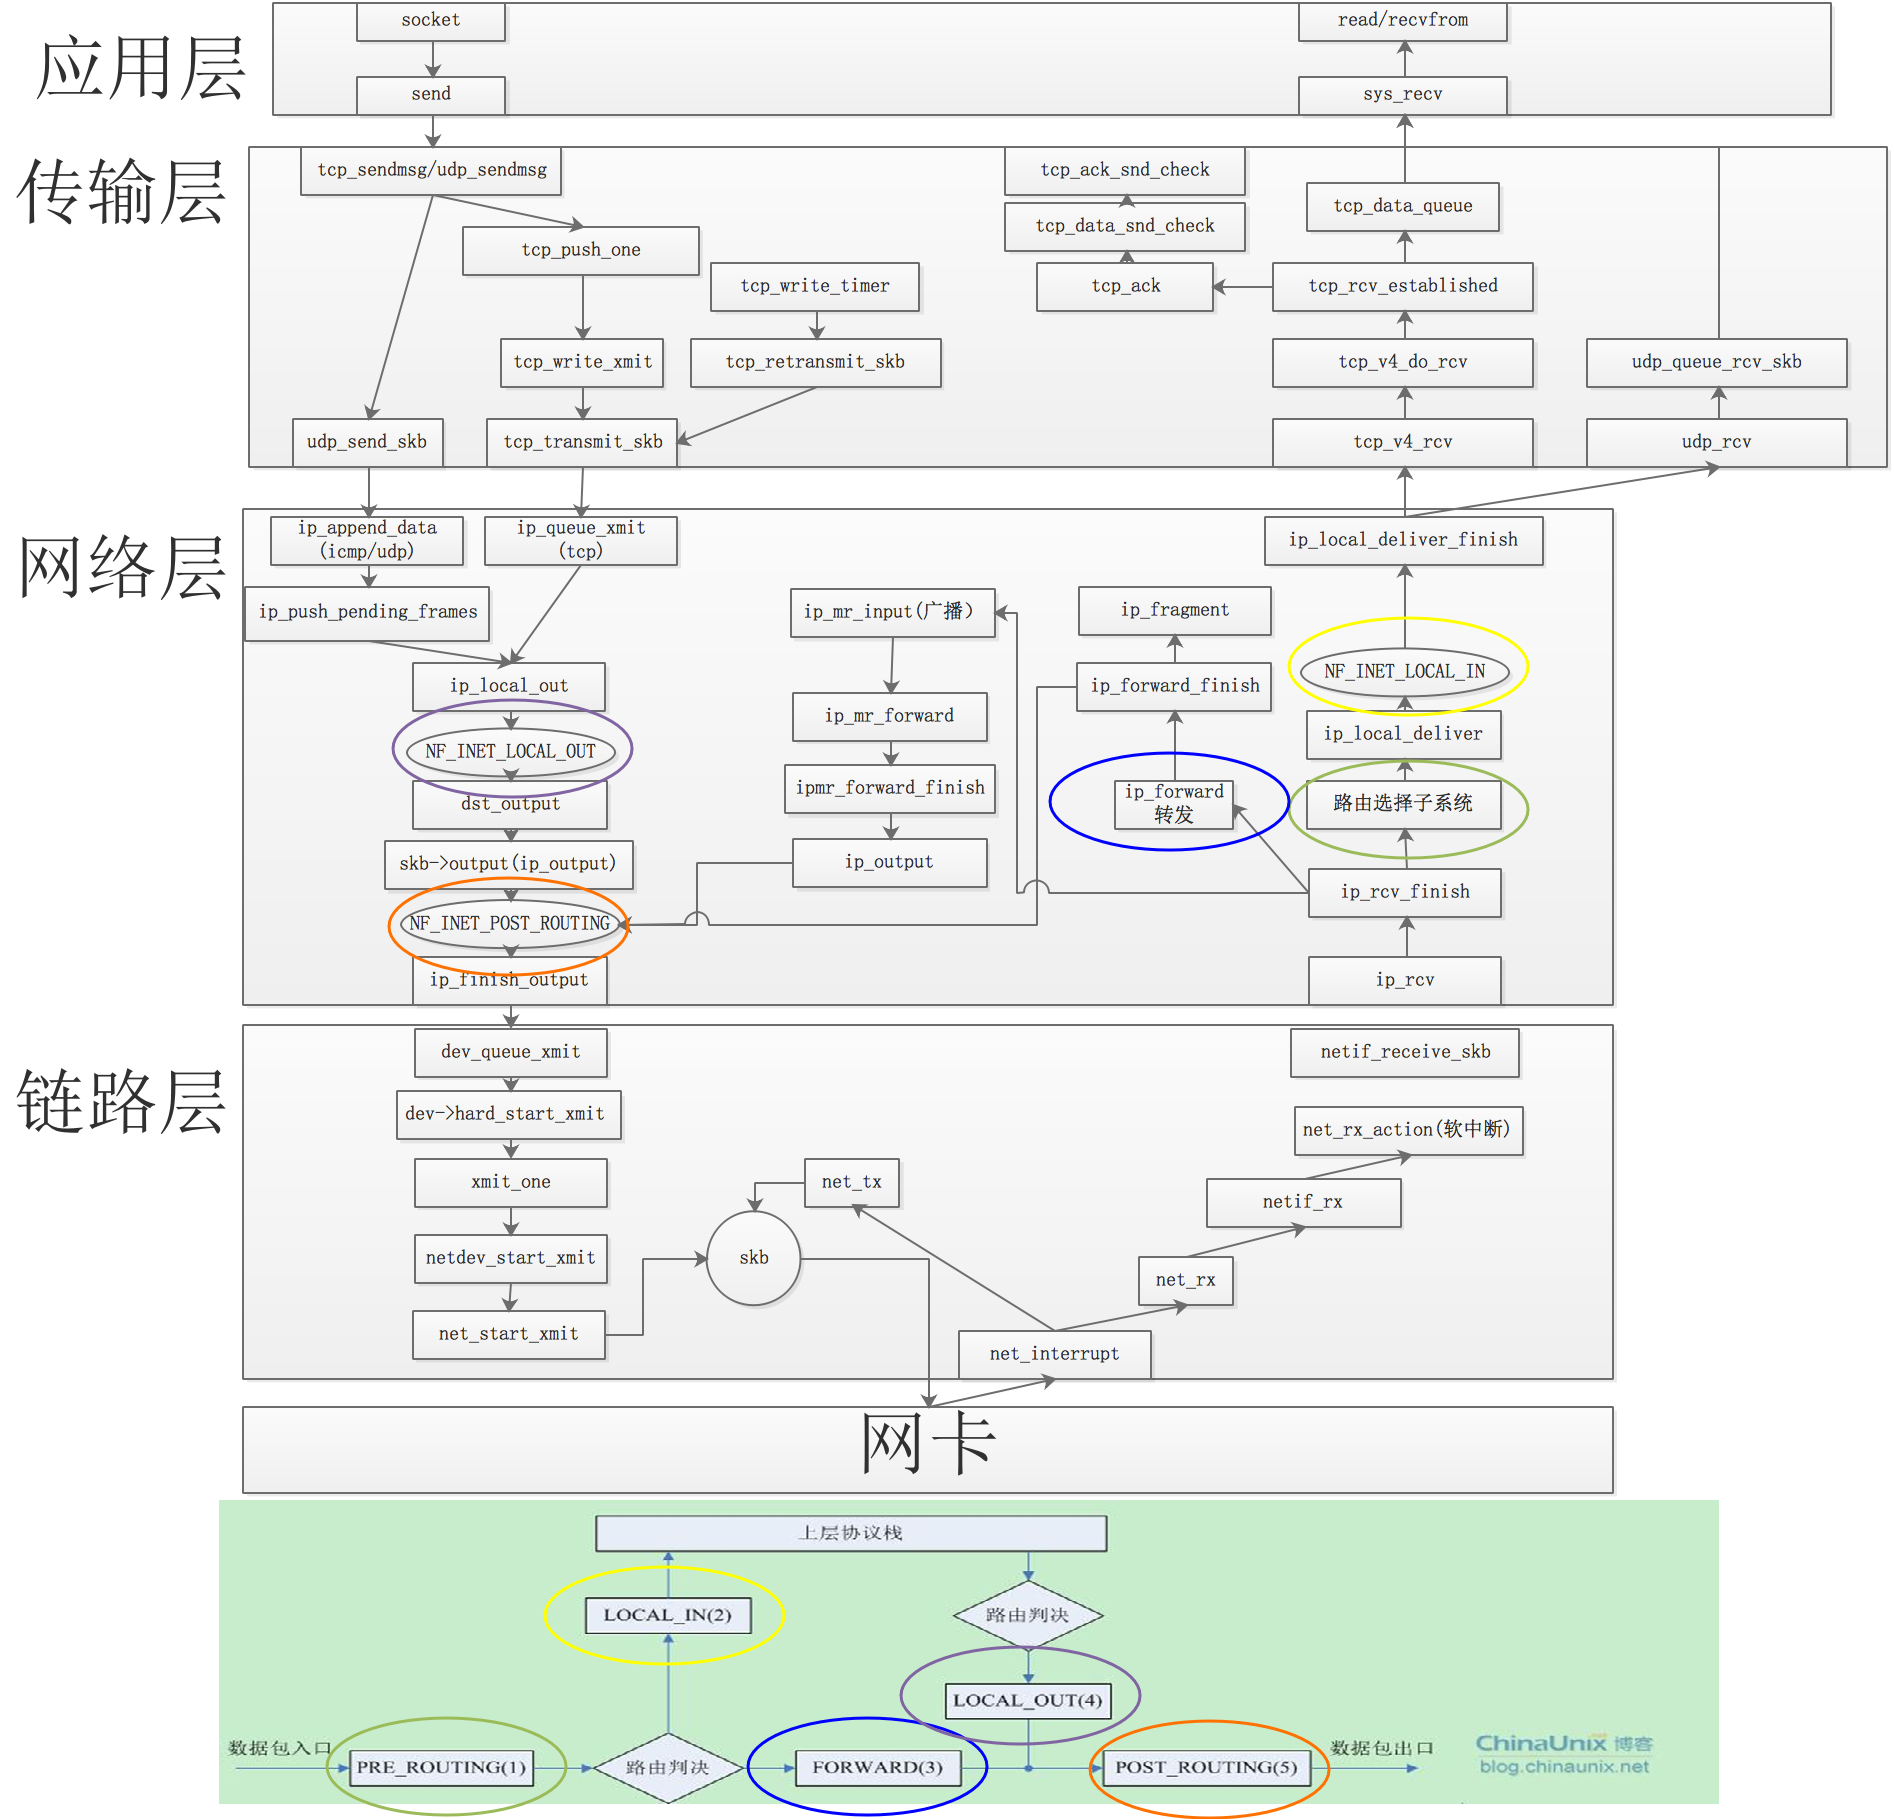 应用层
socket
read/recvfrom
send
sys_recv
传输层
tcp_sendmsg/udp_sendmsg
tcp_ack_snd_check
tcp_data_queue
tcp_data_snd_check
tcp_push_one
tcp_write_timer
tcp_ack
tcp_rcv_established
tcp_write_xmit
tcp_retransmit_skb
tcp_v4_do_rcv
udp_queue_rcv_skb
udp_send_skb
tcp_transmit_skb
tcp_v4_rcv
udp_rcv
网络层
ip_append_data
(icmp/udp)
ip_queue_xmit
(tcp)
ip_local_deliver_finish
ip_push_pending_frames
ip_mr_input(广播)
ip_fragment
ip_local_out
ip_forward_finish
NF_INET_LOCAL_IN
ip_mr_forward
ip_local_deliver
NF_INET_LOCAL_OUT
ipmr_forward_finish
ip_forward
转发
路由选择子系统
dst_output
skb->output(ip_output)
ip_output
ip_rcv_finish
NF_INET_POST_ROUTING
ip_finish_output
ip_rcv
链路层
dev_queue_xmit
netif_receive_skb
dev->hard_start_xmit
net_rx_action(软中断)
xmit_one
net_tx
netif_rx
netdev_start_xmit
skb
net_rx
net_start_xmit
net_interrupt
网卡
上层协议栈
LOCAL_IN(2)
路由判决
LOCAL_OUT(4)
数据包入口
PRE_ROUTING(1)
路由判决
FORWARD(3)
POST_ROUTING(5)
数据包出口
ChinaUnix 博客
blog.chinaunix.net